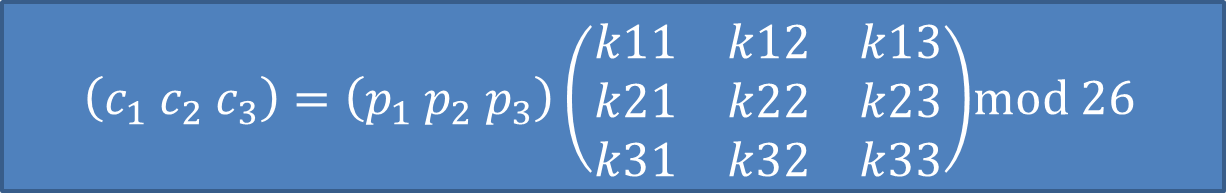 (c₁ c₂ c₃) = (p₁ p₂ p₃) (k11 k12 k13
k21 k22 k23
k31 k32 k33) mod 26